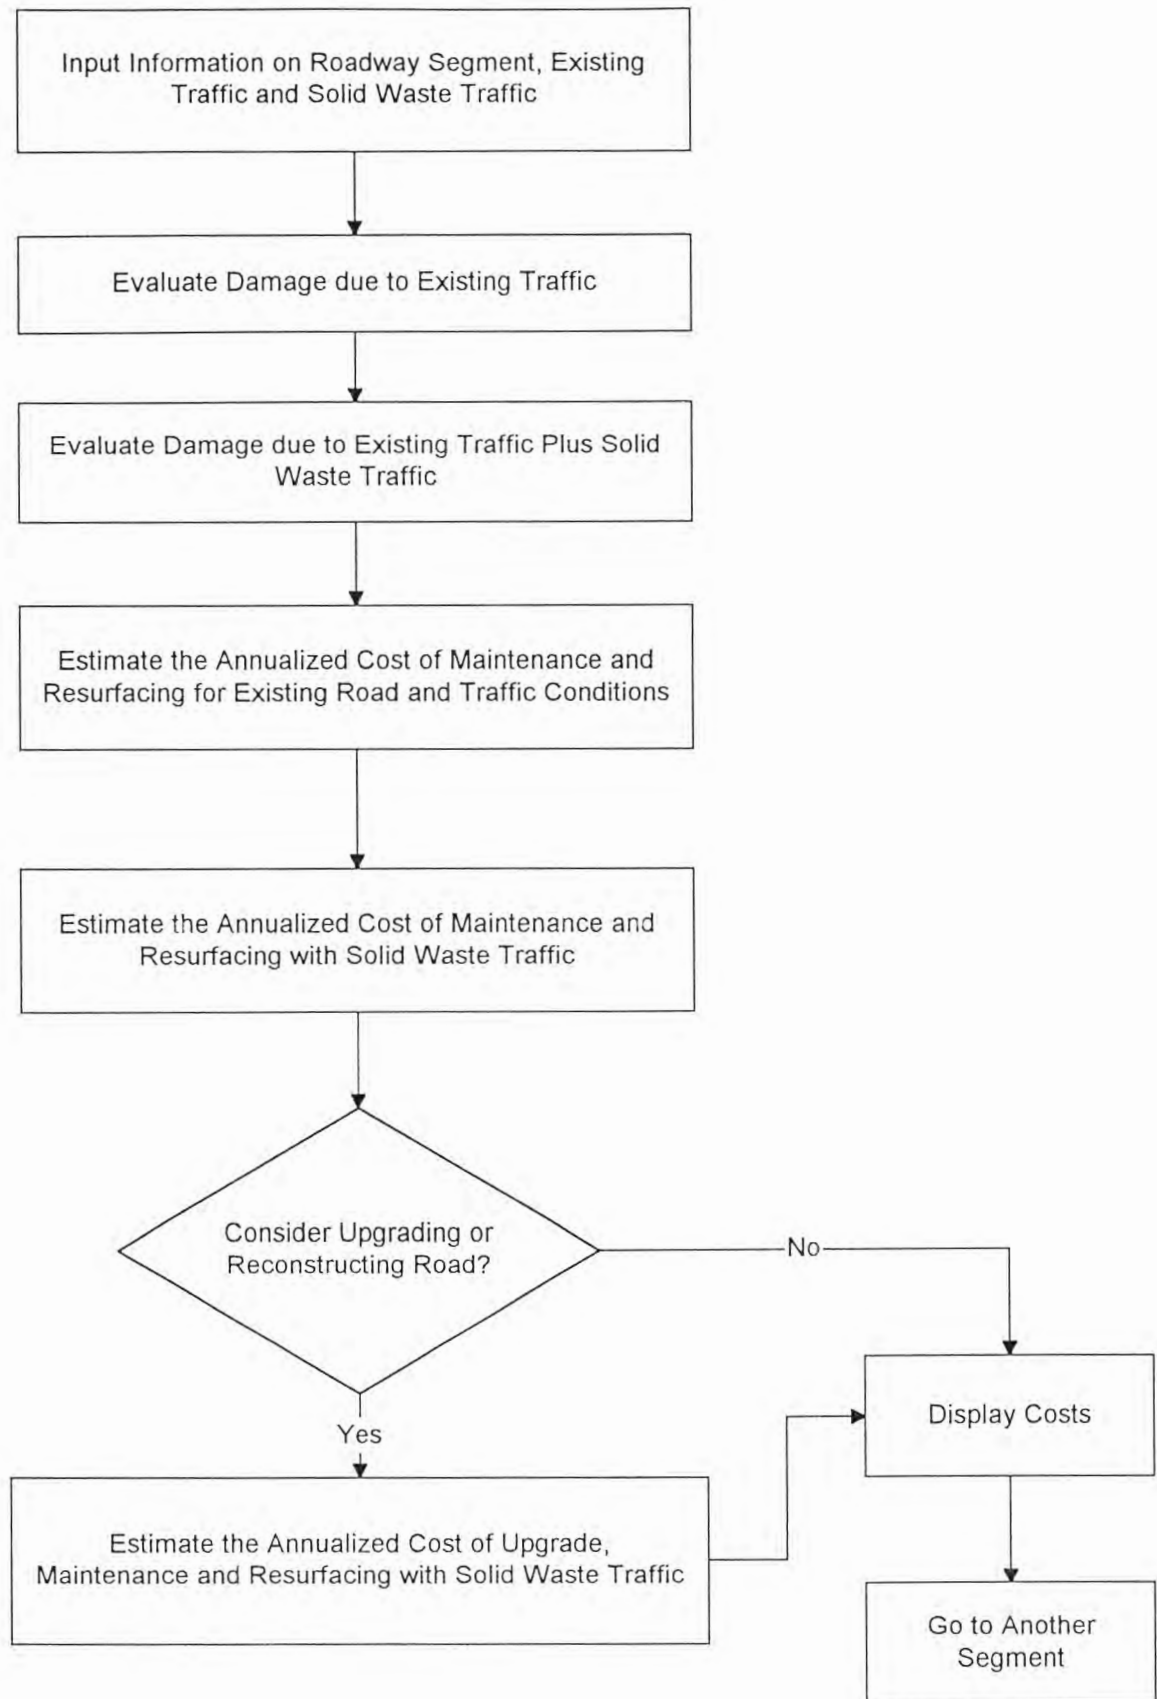 Input Information on Roadway Segment, Existing
Traffic and Solid Waste Traffic
Evaluate Damage due to Existing Traffic
Evaluate Damage due to Existing Traffic Plus Solid
Waste Traffic
Estimate the Annualized Cost of Maintenance and
Resurfacing for Existing Road and Traffic Conditions
Estimate the Annualized Cost of Maintenance and
Resurfacing with Solid Waste Traffic
Consider Upgrading or
Reconstructing Road?
No
Yes
Estimate the Annualized Cost of Upgrade,
Maintenance and Resurfacing with Solid Waste Traffic
Display Costs
Go to Another
Segment